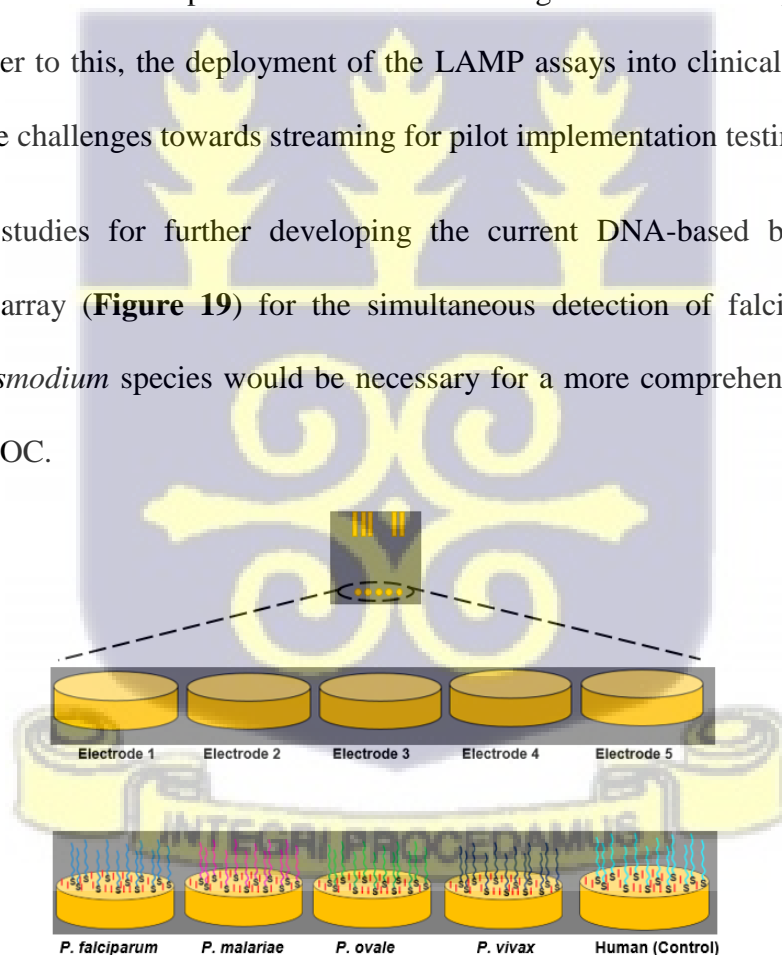 er to this, the deployment of the LAMP assays into clinical
e challenges towards streaming for pilot implementation testin
studies for further developing the current DNA-based b
array (Figure 19) for the simultaneous detection of falci
smodium species would be necessary for a more comprehen
OC.
Electrode 1 Electrode 2 Electrode 3 Electrode 4 Electrode 5
INTEGRI PROCEDAMUS
P. falciparum P. malariae P. ovale P. vivax Human (Control)